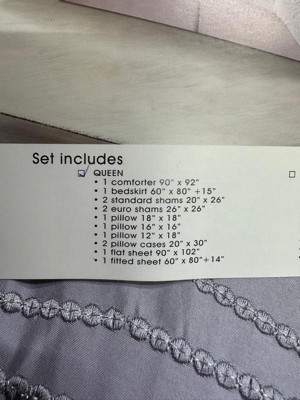 Set includes
QUEEN
• 1 comforter 90" x 92"
• 1 bedskirt 60" x 80" +15"
• 2 standard shams 20" x 26"
• 2 euro shams 26" x 26"
• 1 pillow 18" x 18"
• 1 pillow 16" x 16"
• 1 pillow 12" x 18"
• 2 pillow cases 20" x 30"
• 1 flat sheet 90" x 102"
• 1 fitted sheet 60" x 80"+14"